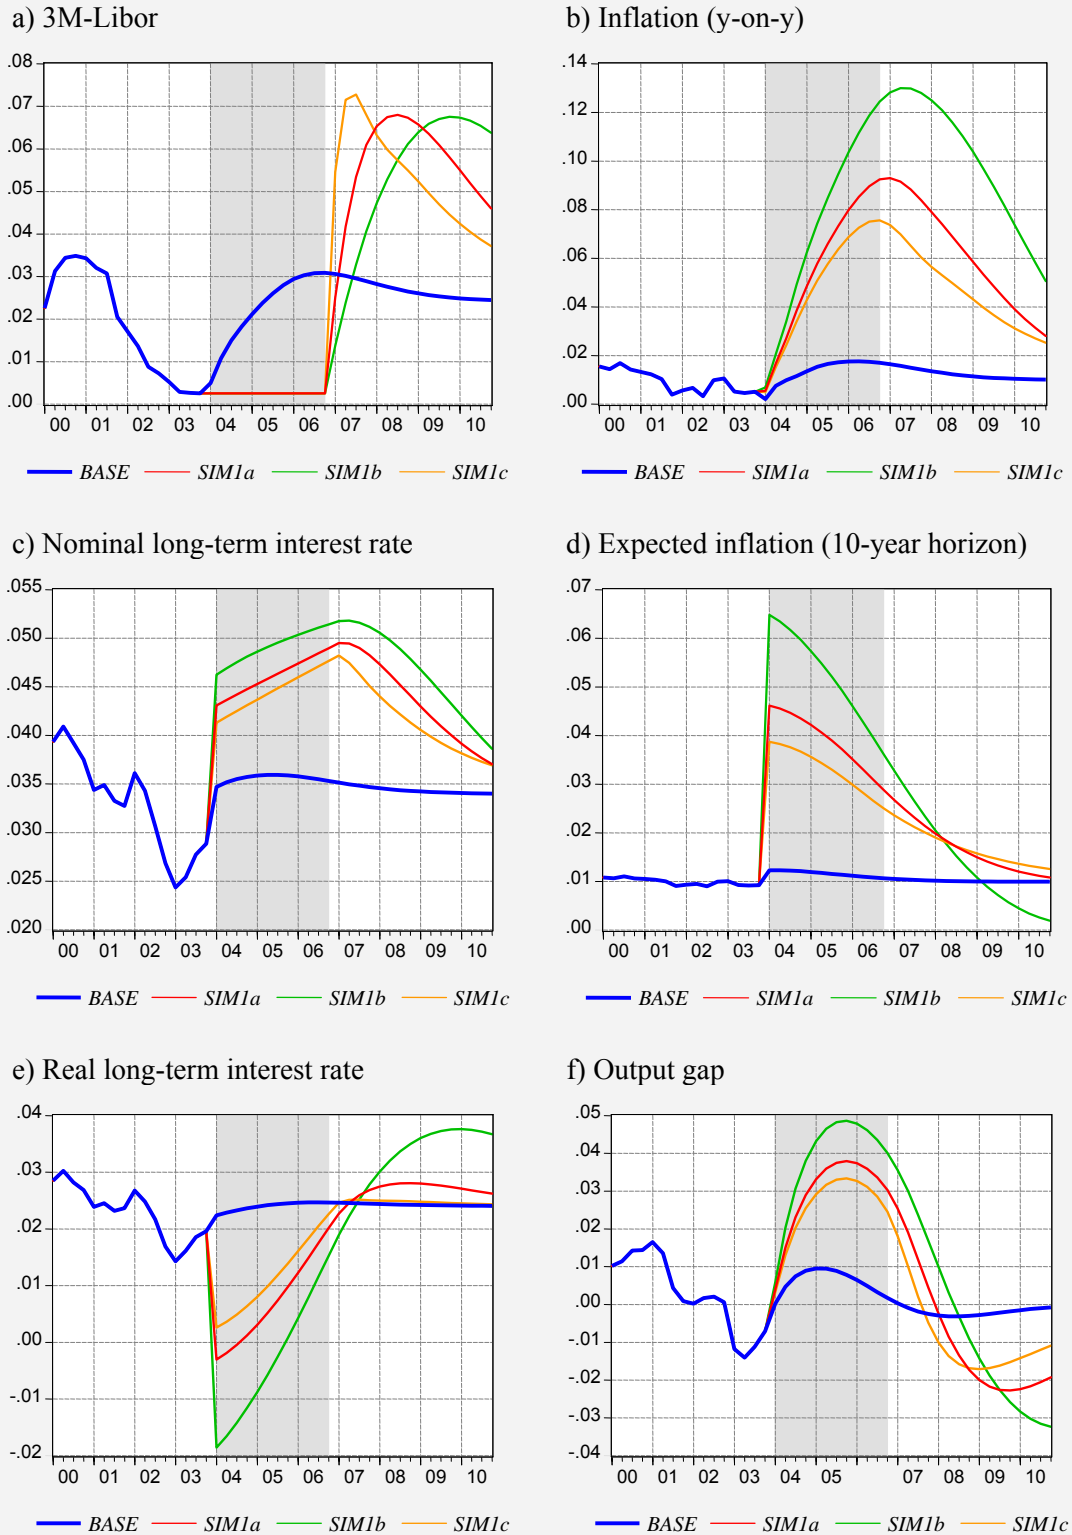 a) 3M-Libor
.08
.07
.06
.05
.04
.03
.02
.01
.00
00 01 02 03 04 05 06 07 08 09 10
BASE SIM1a SIM1b SIM1c
b) Inflation (y-on-y)
.14
.12
.10
.08
.06
.04
.02
.00
00 01 02 03 04 05 06 07 08 09 10
BASE SIM1a SIM1b SIM1c
c) Nominal long-term interest rate
.055
.050
.045
.040
.035
.030
.025
.020
00 01 02 03 04 05 06 07 08 09 10
BASE SIM1a SIM1b SIM1c
d) Expected inflation (10-year horizon)
.07
.06
.05
.04
.03
.02
.01
.00
00 01 02 03 04 05 06 07 08 09 10
BASE SIM1a SIM1b SIM1c
e) Real long-term interest rate
.04
.03
.02
.01
.00
-.01
-.02
00 01 02 03 04 05 06 07 08 09 10
BASE SIM1a SIM1b SIM1c
f) Output gap
.05
.04
.03
.02
.01
.00
-.01
-.02
-.03
-.04
00 01 02 03 04 05 07 08 09 10
BASE SIM1a SIM1b SIM1c